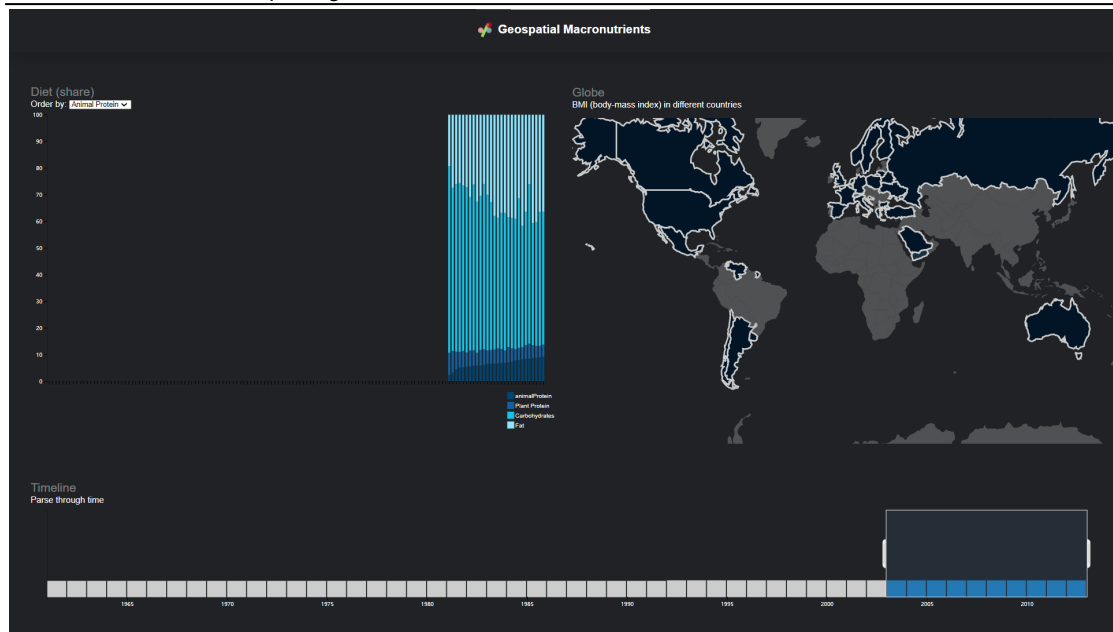 Geospatial Macronutrients
Diet (share)
Order by: Animal Protein
100
90
80
70
60
50
40
30
20
10
0
animalProtein
Plant Protein
Carbohydrates
Fat
Globe
BMI (body-mass index) in different countries
Timeline
Parse through time
1965 1970 1975 1980 1985 1990 1995 2000 2005 2010